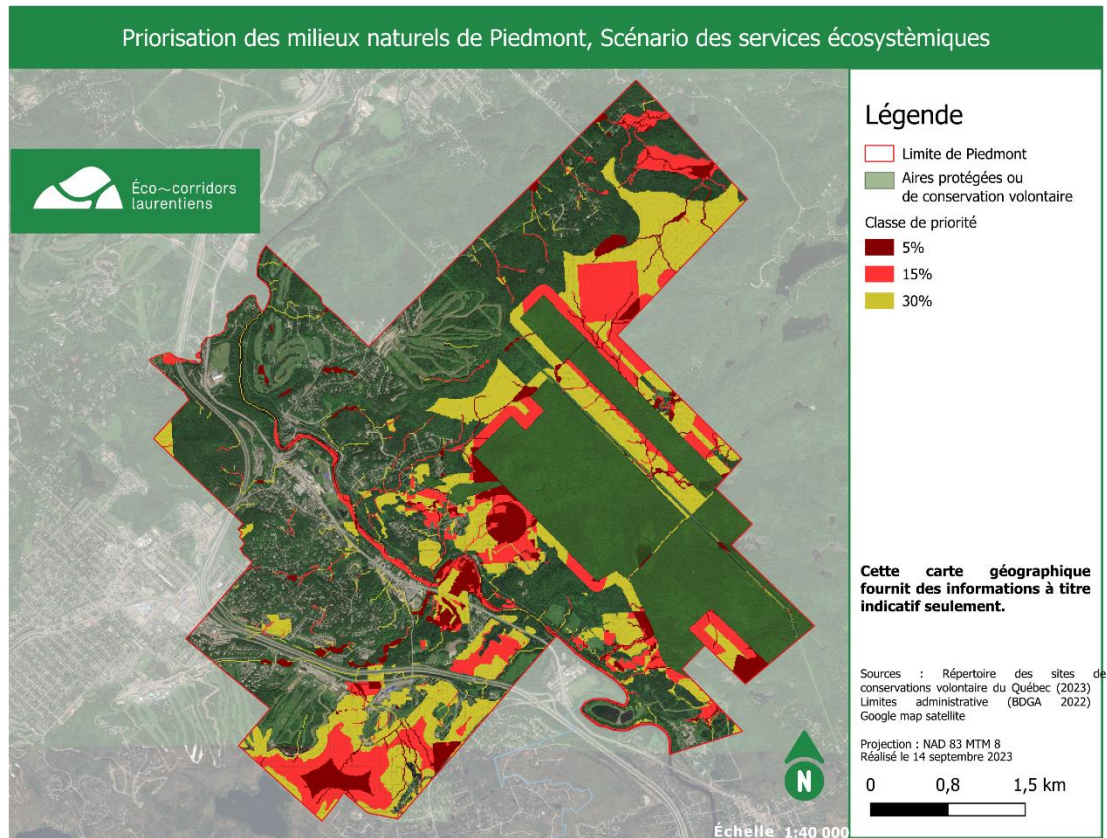 Priorisation des milieux naturels de Piedmont, Scénario des services écosystèmiques
Éco~corridors
laurentiens
Légende
Limite de Piedmont
Aires protégées ou
de conservation volontaire
Classe de priorité
5%
15%
30%
Cette carte géographique
fournit des informations à titre
indicatif seulement.
Sources : Répertoire des sites de
conservations volontaire du Québec (2023)
Limites administrative (BDGA 2022)
Google map satellite
Projection : NAD 83 MTM 8
Réalisé le 14 septembre 2023
N
0 0,8 1,5 km
Échelle 1:40 000